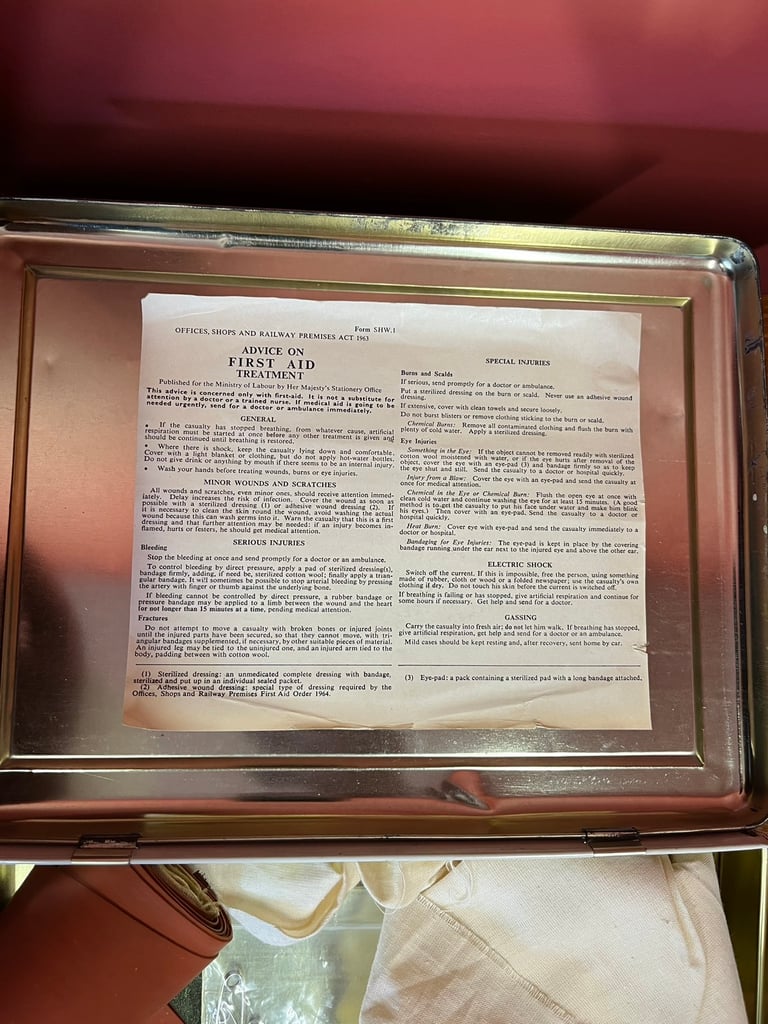 Form SHW.1
OFFICES, SHOPS AND RAILWAY PREMISES ACT 1963
ADVICE ON
FIRST AID
TREATMENT
Published for the Ministry of Labour by Her Majesty's Stationery Office
This advice is concerned only with first-aid. It is not a substitute for
attention by a doctor or a trained nurse. If medical aid is going to be
needed urgently, send for a doctor or ambulance immediately.
GENERAL
• If the casualty has stopped breathing, from whatever cause, artificial
respiration must be started at once before any other treatment is given and
should be continued until breathing is restored.
• Where there is shock, keep the casualty lying down and comfortable.
Cover with a light blanket or clothing, but do not apply hot-water bottles.
Do not give drink or anything by mouth if there seems to be an internal injury.
• Wash your hands before treating wounds, burns or eye injuries.
MINOR WOUNDS AND SCRATCHES
All wounds and scratches, even minor ones, should receive attention immed-
iately. Delay increases the risk of infection. Cover the wound as soon as
possible with a sterilized dressing (1) or adhesive wound dressing (2). If
it is necessary to clean the skin round the wound, avoid washing the actual
wound because this can wash germs into it. Warn the casualty that this is a first
dressing and that further attention may be needed: if an injury becomes in-
flamed, hurts or festers, he should get medical attention.
SERIOUS INJURIES
Bleeding
Stop the bleeding at once and send promptly for a doctor or an ambulance.
To control bleeding by direct pressure, apply a pad of sterilized dressing(s),
bandage firmly, adding, if need be, sterilized cotton wool; finally apply a trian-
gular bandage. It will sometimes be possible to stop arterial bleeding by pressing
the artery with finger or thumb against the underlying bone.
If bleeding cannot be controlled by direct pressure, a rubber bandage or
pressure bandage may be applied to a limb between the wound and the heart
for not longer than 15 minutes at a time, pending medical attention.
Fractures
Do not attempt to move a casualty with broken bones or injured joints
until the injured parts have been secured, so that they cannot move, with tri-
angular bandages supplemented, if necessary, by other suitable pieces of material.
An injured leg may be tied to the uninjured one, and an injured arm tied to the
body, padding between with cotton wool.
(1) Sterilized dressing: an unmedicated complete dressing with bandage,
sterilized and put up in an individual sealed packet.
(2) Adhesive wound dressing: special type of dressing required by the
Offices, Shops and Railway Premises First Aid Order 1964.
SPECIAL INJURIES
Burns and Scalds
If serious, send promptly for a doctor or ambulance.
Put a sterilized dressing on the burn or scald. Never use an adhesive wound
dressing.
If extensive, cover with clean towels and secure loosely.
Do not burst blisters or remove clothing sticking to the burn or scald.
Chemical Burns: Remove all contaminated clothing and flush the burn with
plenty of cold water. Apply a sterilized dressing.
Eye Injuries
Something in the Eye: If the object cannot be removed readily with sterilized
cotton wool moistened with water, or if the eye hurts after removal of the
object, cover the eye with an eye-pad (3) and bandage firmly so as to keep
the eye shut and still. Send the casualty to a doctor or hospital quickly.
Injury from a Blow: Cover the eye with an eye-pad and send the casualty at
once for medical attention.
Chemical in the Eye or Chemical Burn: Flush the open eye at once with
clean cold water and continue washing the eye for at least 15 minutes. (A good
method is to get the casualty to put his face under water and make him blink
his eyes.) Then cover with an eye-pad. Send the casualty to a doctor or
hospital quickly.
Heat Burn: Cover eye with eye-pad and send the casualty immediately to a
doctor or hospital.
Bandaging for Eye Injuries: The eye-pad is kept in place by the covering
bandage running under the ear next to the injured eye and above the other ear.
ELECTRIC SHOCK
Switch off the current. If this is impossible, free the person, using something
made of rubber, cloth or wood or a folded newspaper; use the casualty's own
clothing if dry. Do not touch his skin before the current is switched off.
If breathing is failing or has stopped, give artificial respiration and continue for
some hours if necessary. Get help and send for a doctor.
GASSING
Carry the casualty into fresh air; do not let him walk. If breathing has stopped,
give artificial respiration, get help and send for a doctor or an ambulance.
Mild cases should be kept resting and, after recovery, sent home by car.
(3) Eye-pad: a pack containing a sterilized pad with a long bandage attached.